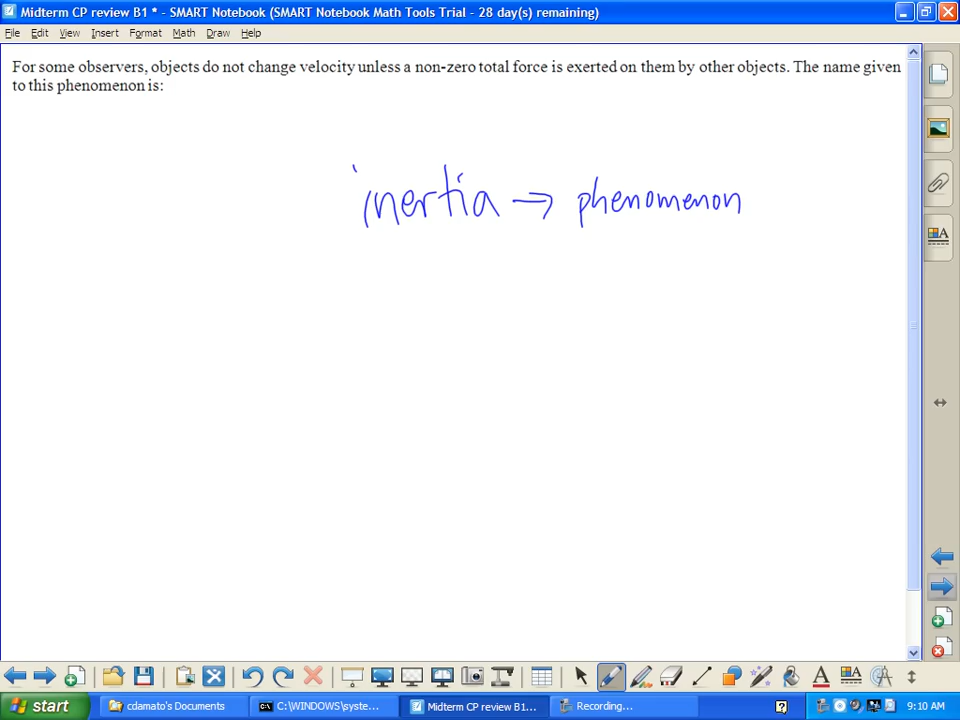 Midterm CP review B1 * - SMART Notebook (SMART Notebook Math Tools Trial - 28 day(s) remaining)
File Edit View Insert Format Math Draw Help
For some observers, objects do not change velocity unless a non-zero total force is exerted on them by other objects. The name given
to this phenomenon is:
inertia → phenomenon
start cdamato's Documents C:\WINDOWS\syste... Midterm CP review B1... Recording... 9:10 AM